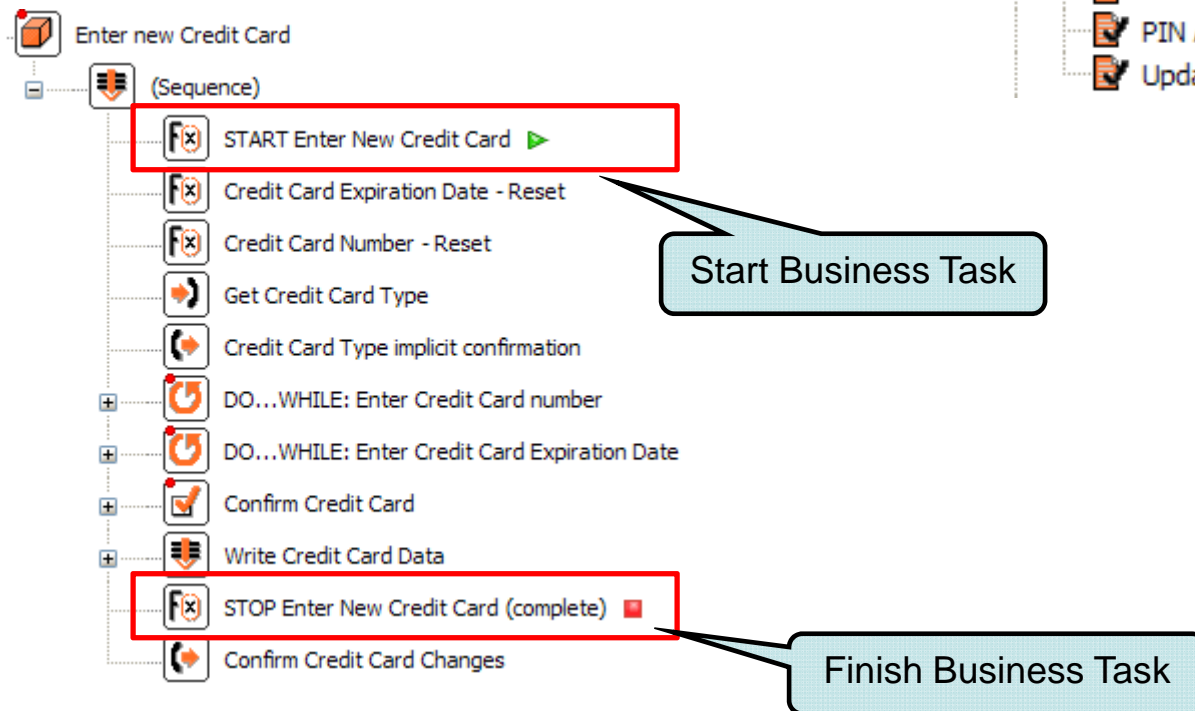 Enter new Credit Card
(Sequence)
START Enter New Credit Card
Credit Card Expiration Date - Reset
Credit Card Number - Reset
Get Credit Card Type
Credit Card Type implicit confirmation
DO...WHILE: Enter Credit Card number
DO...WHILE: Enter Credit Card Expiration Date
Confirm Credit Card
Write Credit Card Data
STOP Enter New Credit Card (complete)
Confirm Credit Card Changes
Start Business Task
Finish Business Task
PIN